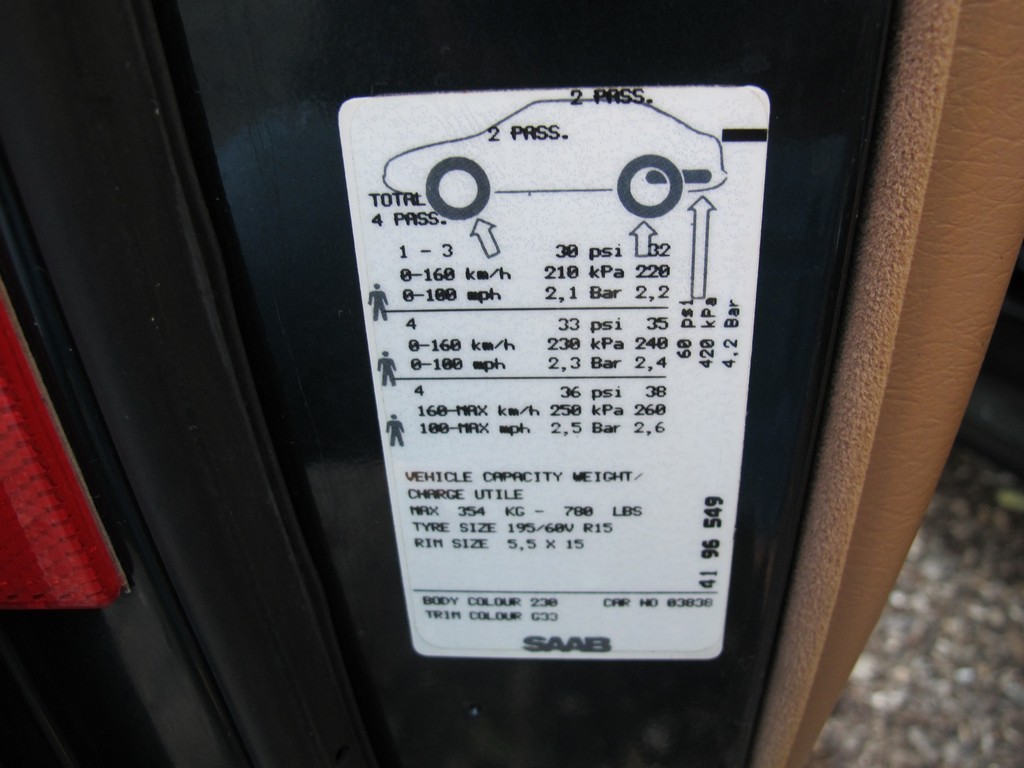 2 PASS.
2 PASS.
TOTAL
4 PASS.
1 - 3 30 psi 32
0-160 km/h 210 kPa 220
0-100 mph 2,1 Bar 2,2
4 33 psi 35
0-160 km/h 230 kPa 240
0-100 mph 2,3 Bar 2,4
4 36 psi 38
160-MAX km/h 250 kPa 260
100-MAX mph 2,5 Bar 2,6
60 psi
420 kPa
4,2 Bar
VEHICLE CAPACITY WEIGHT/
CHARGE UTILE
MAX 354 KG - 780 LBS
TYRE SIZE 195/60V R15
RIM SIZE 5,5 X 15
41 96 549
BODY COLOUR 230 CAR NO 03838
TRIM COLOUR G33
SAAB